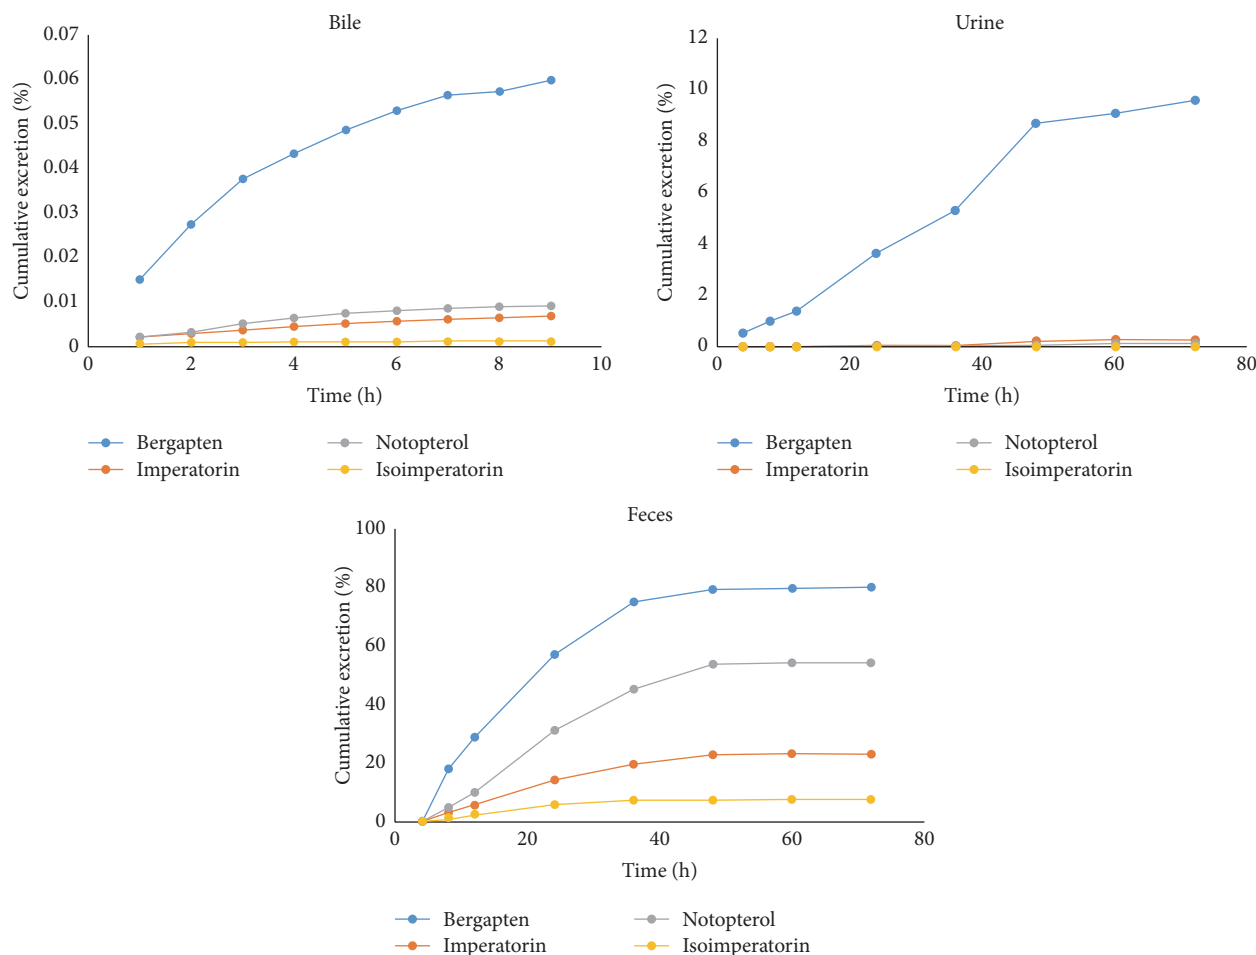 Bile
Cumulative excretion (%)
0.07
0.06
0.05
0.04
0.03
0.02
0.01
0
0 2 4 6 8 10
Time (h)
Bergapten Notopterol
Imperatorin Isoimperatorin
Urine
Cumulative excretion (%)
12
10
8
6
4
2
0
0 20 40 60 80
Time (h)
Bergapten Notopterol
Imperatorin Isoimperatorin
Feces
Cumulative excretion (%)
100
80
60
40
20
0
0 20 40 60 80
Time (h)
Bergapten Notopterol
Imperatorin Isoimperatorin